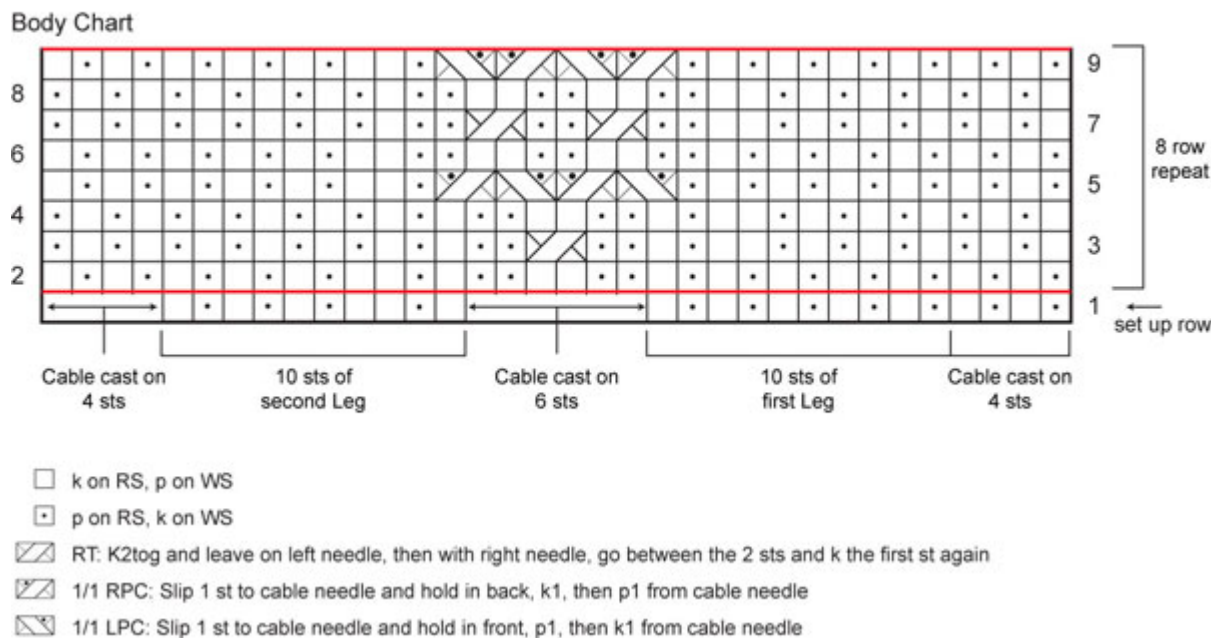 Body Chart
9
8
7
6
8 row
repeat
5
4
3
2
1
set up row
Cable cast on
4 sts
10 sts of
second Leg
Cable cast on
6 sts
10 sts of
first Leg
Cable cast on
4 sts
k on RS, p on WS
p on RS, k on WS
RT: K2tog and leave on left needle, then with right needle, go between the 2 sts and k the first st again
1/1 RPC: Slip 1 st to cable needle and hold in back, k1, then p1 from cable needle
1/1 LPC: Slip 1 st to cable needle and hold in front, p1, then k1 from cable needle